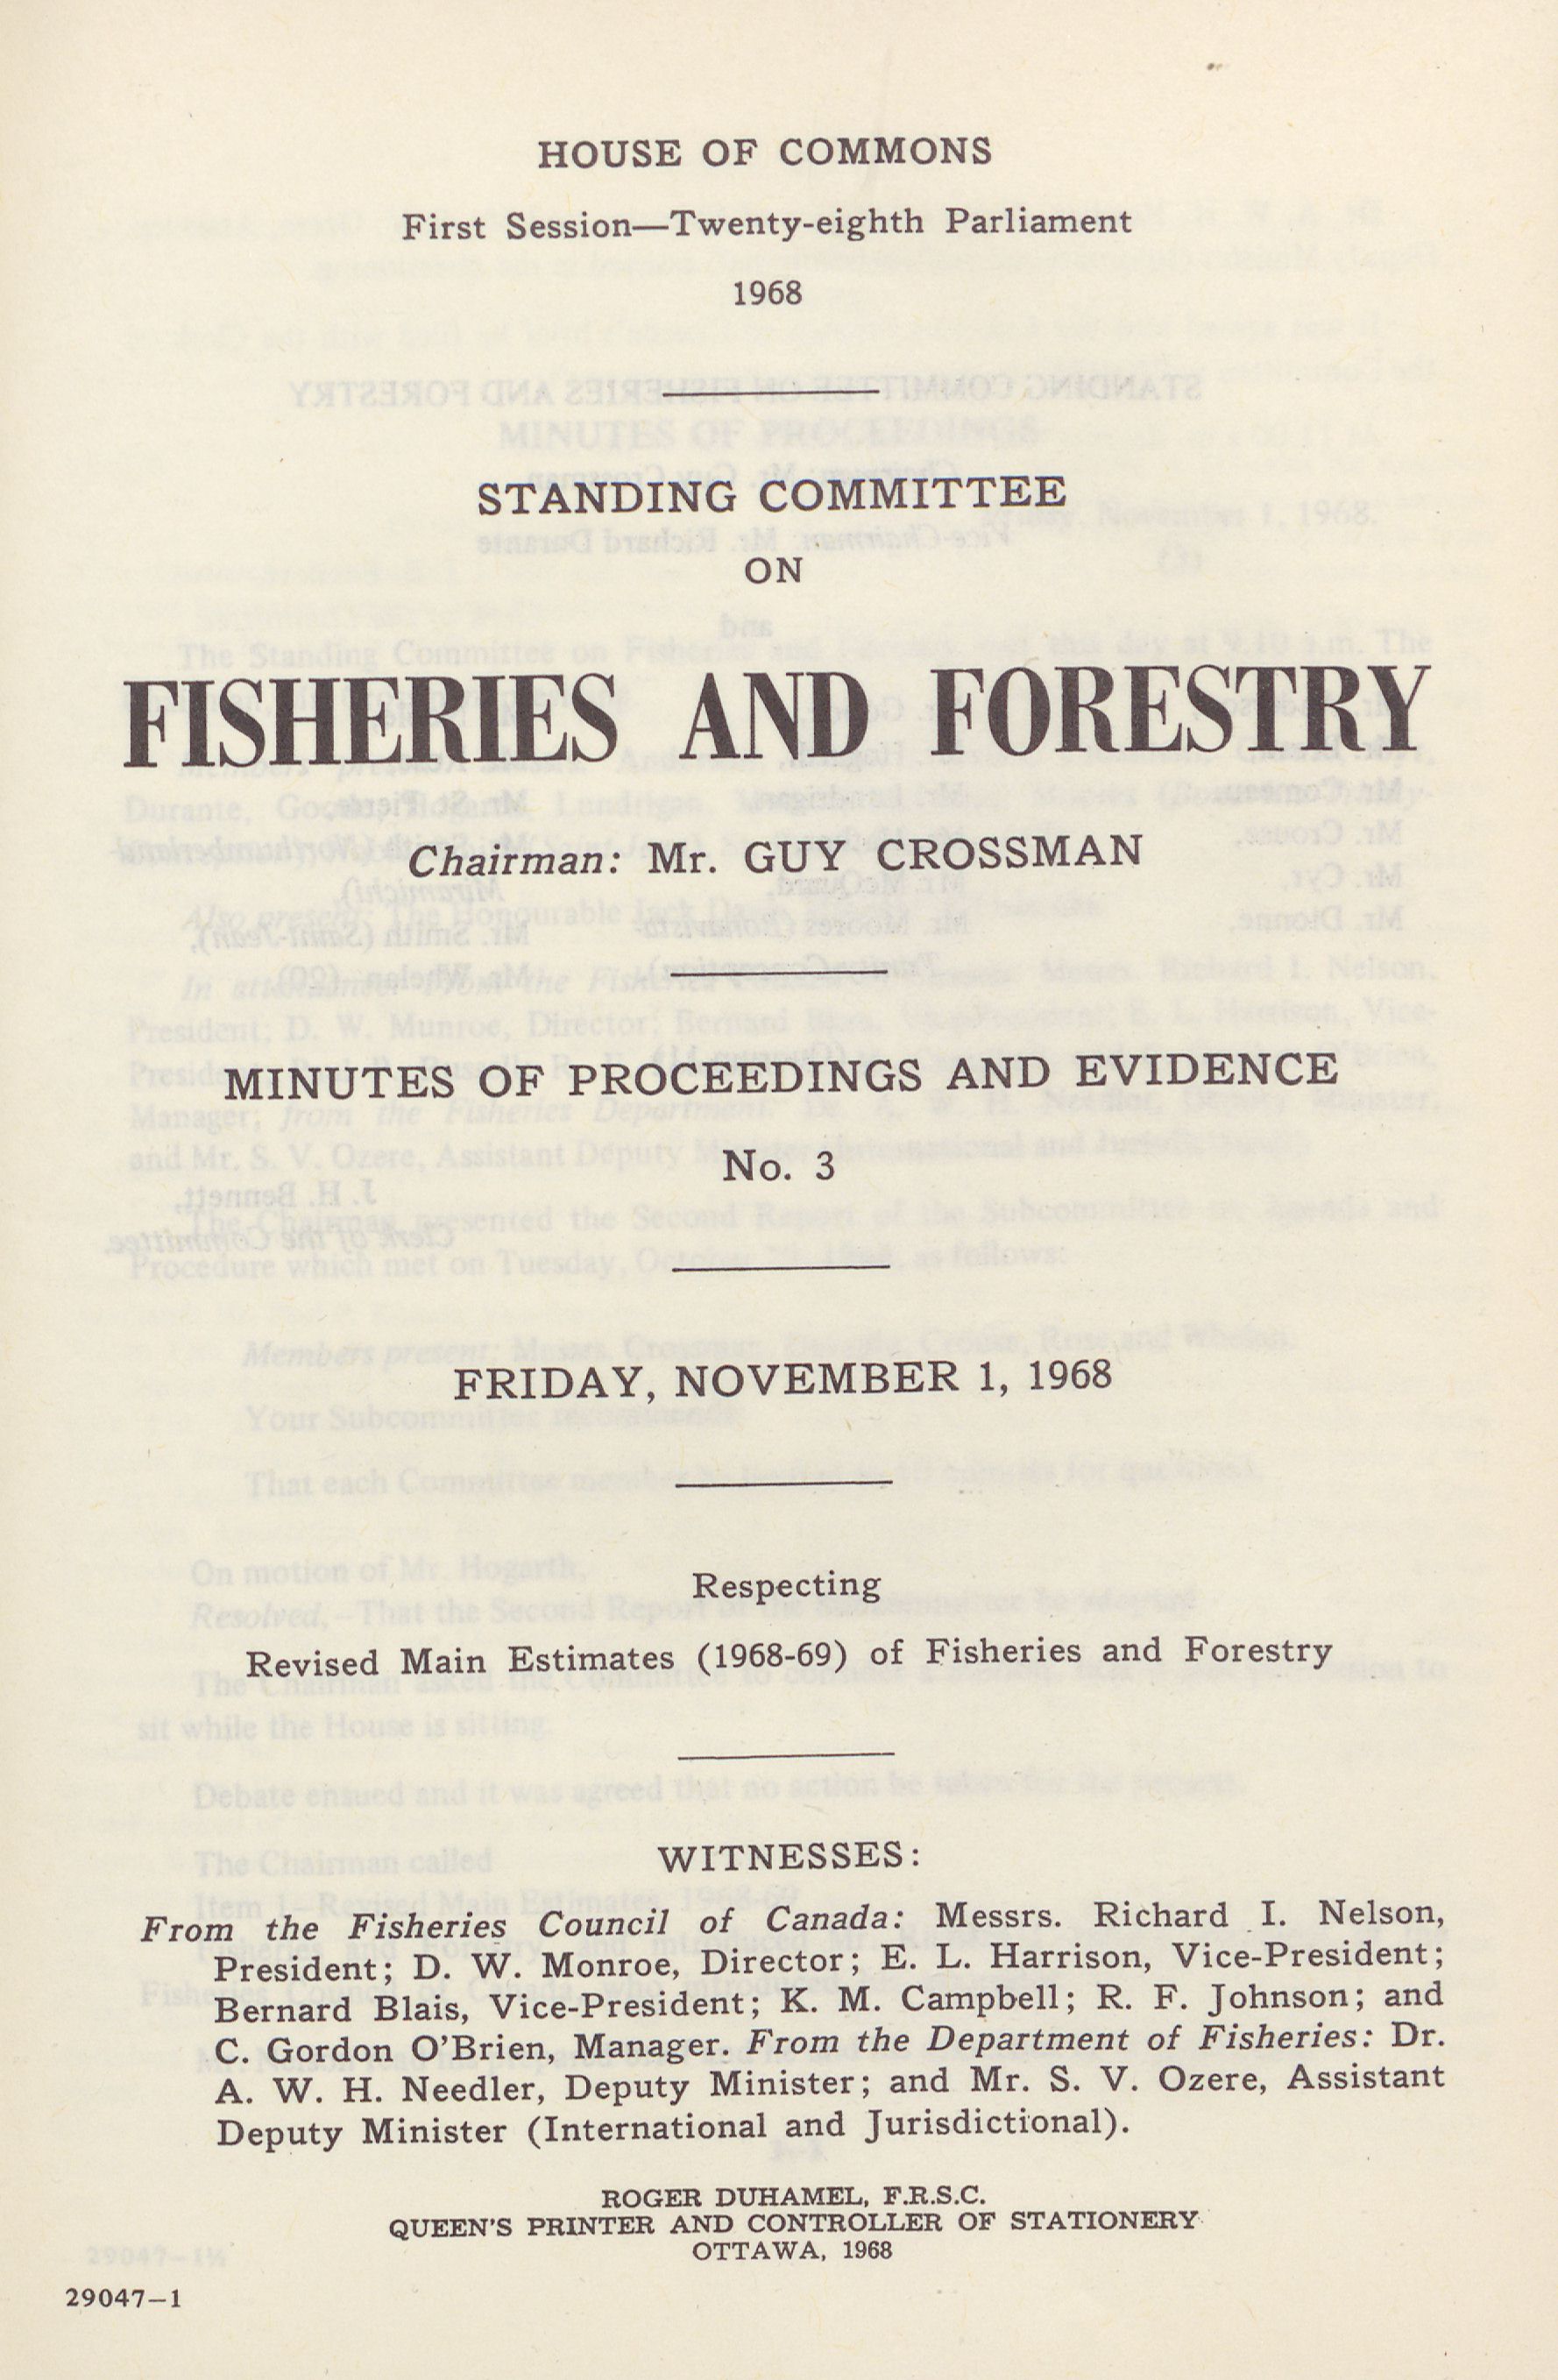 HOUSE OF COMMONS
First Session—Twenty-eighth Parliament
1968
STANDING COMMITTEE
ON
FISHERIES AND FORESTRY
Chairman: Mr. GUY CROSSMAN
MINUTES OF PROCEEDINGS AND EVIDENCE
No. 3
FRIDAY, NOVEMBER 1, 1968
Respecting
Revised Main Estimates (1968-69) of Fisheries and Forestry
WITNESSES:
From the Fisheries Council of Canada: Messrs. Richard I. Nelson,
President; D. W. Monroe, Director; E. L. Harrison, Vice-President;
Bernard Blais, Vice-President; K. M. Campbell; R. F. Johnson; and
C. Gordon O'Brien, Manager. From the Department of Fisheries: Dr.
A. W. H. Needler, Deputy Minister; and Mr. S. V. Ozere, Assistant
Deputy Minister (International and Jurisdictional).
ROGER DUHAMEL, F.R.S.C.
QUEEN'S PRINTER AND CONTROLLER OF STATIONERY
OTTAWA, 1968
29047—1